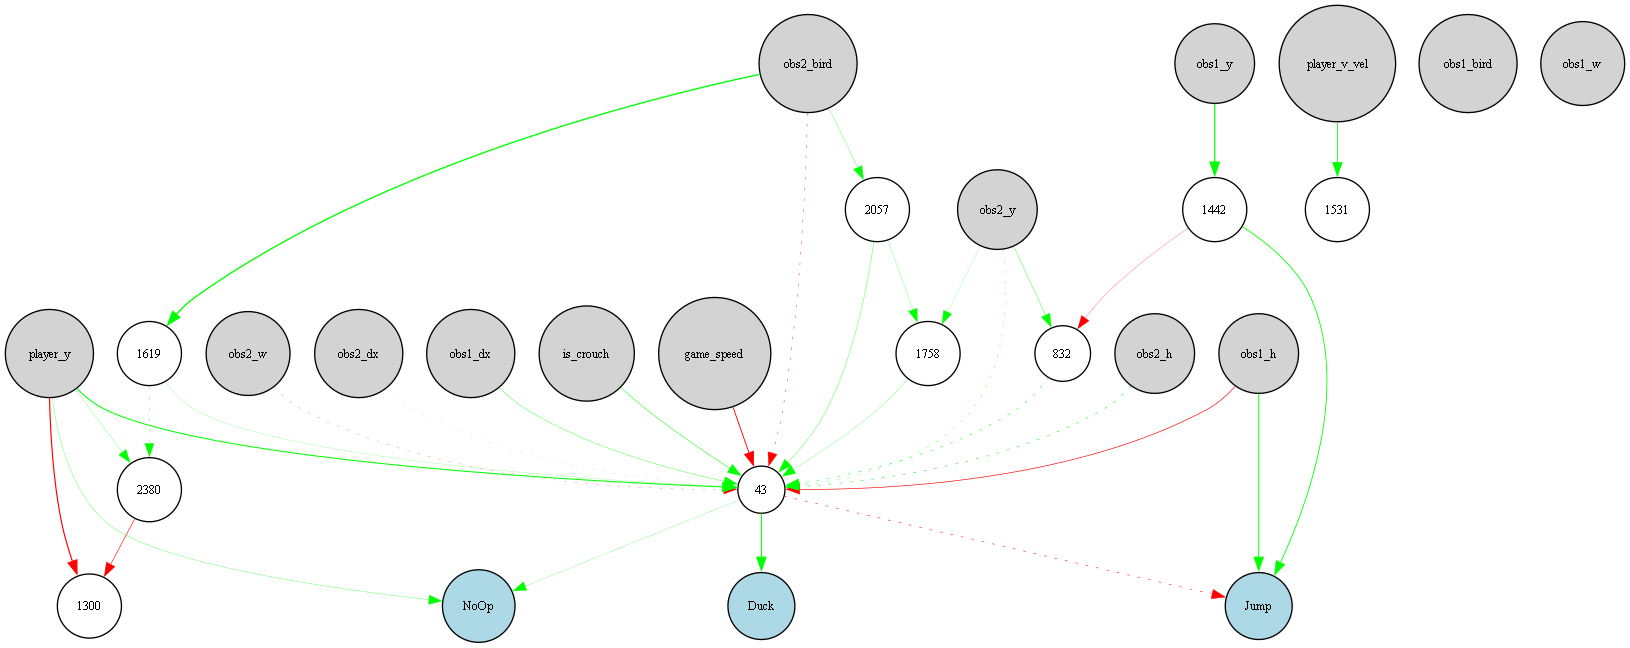 obs2_bird
obs1_y
player_v_vel
obs1_bird
obs1_w
2057
obs2_y
1442
1531
player_y
1619
obs2_w
obs2_dx
obs1_dx
is_crouch
game_speed
1758
832
obs2_h
obs1_h
2380
43
1300
NoOp
Duck
Jump